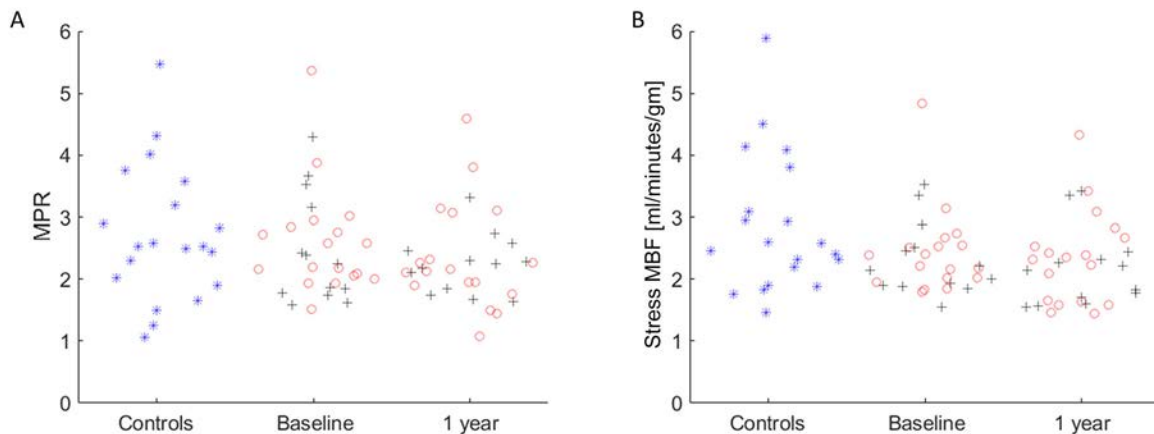 A
MPR
6
5
4
3
2
1
0
Controls Baseline 1 year
B
Stress MBF [ml/minutes/gm]
6
5
4
3
2
1
0
Controls Baseline 1 year